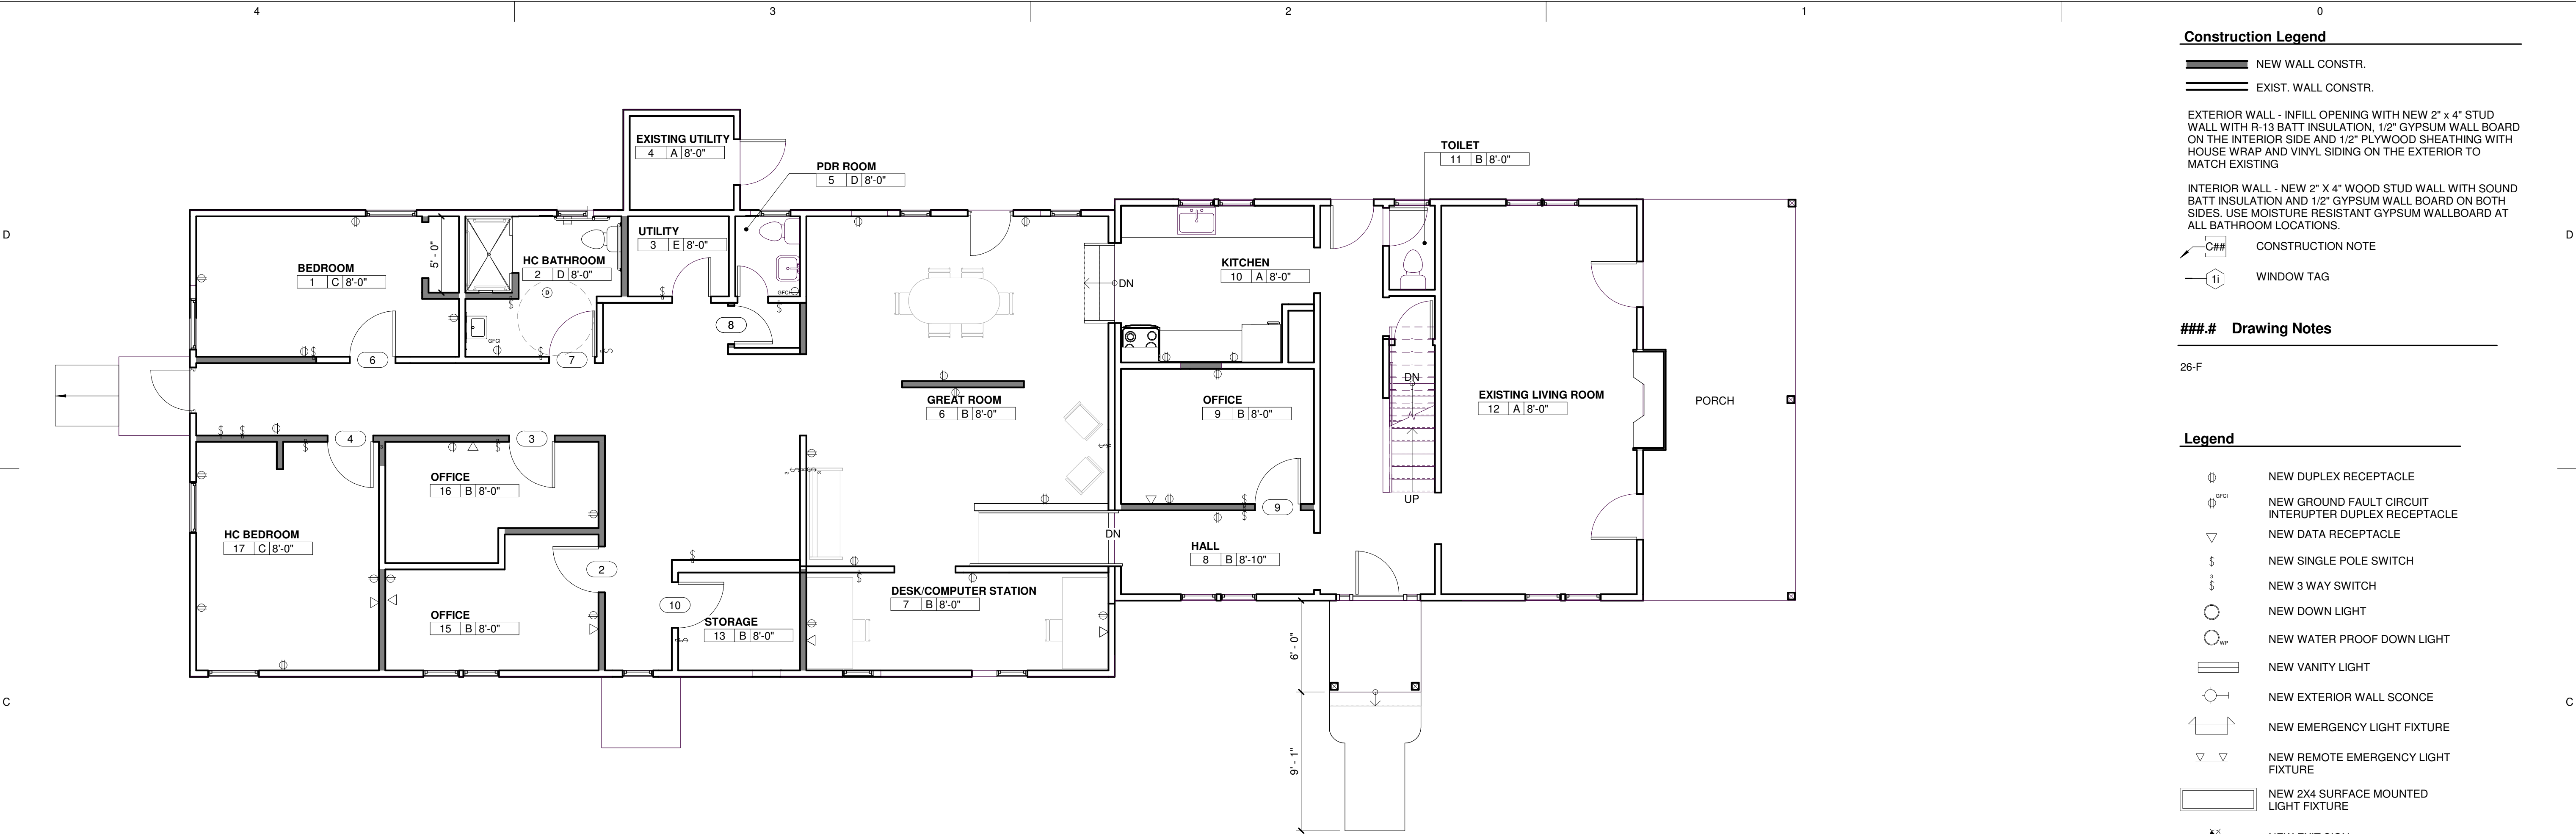 4
3
2
1
0
D
D
C
C
EXISTING UTILITY
4 A 8'-0"
PDR ROOM
5 D 8'-0"
TOILET
11 B 8'-0"
BEDROOM
1 C 8'-0"
5' - 0"
HC BATHROOM
2 D 8'-0"
D
GFCI
UTILITY
3 E 8'-0"
GFCI
KITCHEN
10 A 8'-0"
DN
8
6
7
GREAT ROOM
6 B 8'-0"
OFFICE
9 B 8'-0"
DN
UP
EXISTING LIVING ROOM
12 A 8'-0"
PORCH
4
3
OFFICE
16 B 8'-0"
HC BEDROOM
17 C 8'-0"
3
3
9
DN
HALL
8 B 8'-10"
2
10
OFFICE
15 B 8'-0"
STORAGE
13 B 8'-0"
DESK/COMPUTER STATION
7 B 8'-0"
6' - 0"
9' - 1"
Construction Legend
NEW WALL CONSTR.
EXIST. WALL CONSTR.
EXTERIOR WALL - INFILL OPENING WITH NEW 2" x 4" STUD
WALL WITH R-13 BATT INSULATION, 1/2" GYPSUM WALL BOARD
ON THE INTERIOR SIDE AND 1/2" PLYWOOD SHEATHING WITH
HOUSE WRAP AND VINYL SIDING ON THE EXTERIOR TO
MATCH EXISTING
INTERIOR WALL - NEW 2" X 4" WOOD STUD WALL WITH SOUND
BATT INSULATION AND 1/2" GYPSUM WALL BOARD ON BOTH
SIDES. USE MOISTURE RESISTANT GYPSUM WALLBOARD AT
ALL BATHROOM LOCATIONS.
C## CONSTRUCTION NOTE
1i WINDOW TAG
###.# Drawing Notes
26-F
Legend
NEW DUPLEX RECEPTACLE
GFCI NEW GROUND FAULT CIRCUIT
INTERUPTER DUPLEX RECEPTACLE
NEW DATA RECEPTACLE
$ NEW SINGLE POLE SWITCH
3
$ NEW 3 WAY SWITCH
NEW DOWN LIGHT
WP NEW WATER PROOF DOWN LIGHT
NEW VANITY LIGHT
NEW EXTERIOR WALL SCONCE
NEW EMERGENCY LIGHT FIXTURE
NEW REMOTE EMERGENCY LIGHT
FIXTURE
NEW 2X4 SURFACE MOUNTED
LIGHT FIXTURE